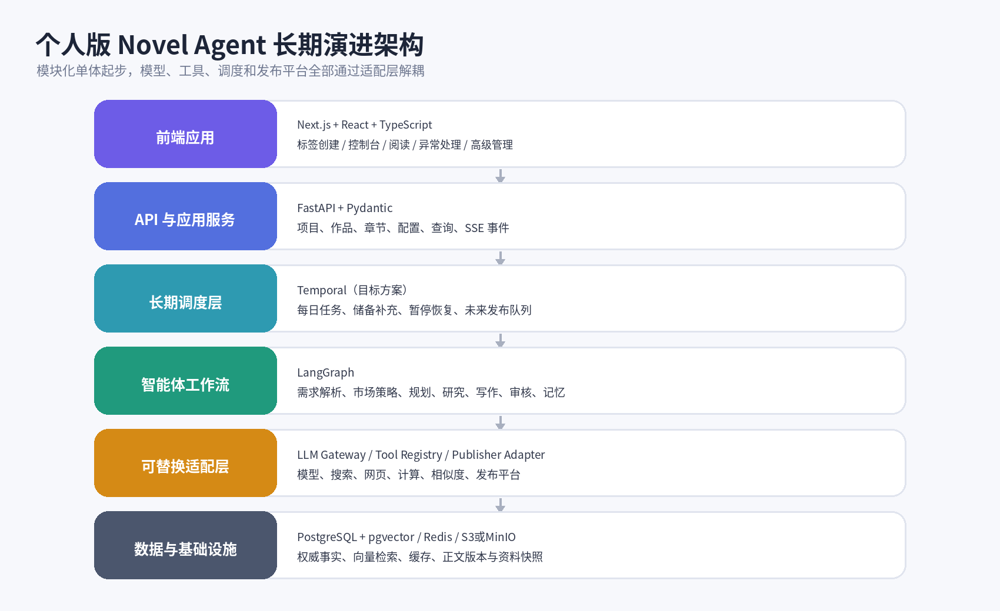 个人版 Novel Agent 长期演进架构
模块化单体起步，模型、工具、调度和发布平台全部通过适配层解耦
前端应用
Next.js + React + TypeScript
标签创建 / 控制台 / 阅读 / 异常处理 / 高级管理
API 与应用服务
FastAPI + Pydantic
项目、作品、章节、配置、查询、SSE 事件
长期调度层
Temporal（目标方案）
每日任务、储备补充、暂停恢复、未来发布队列
智能体工作流
LangGraph
需求解析、市场策略、规划、研究、写作、审核、记忆
可替换适配层
LLM Gateway / Tool Registry / Publisher Adapter
模型、搜索、网页、计算、相似度、发布平台
数据与基础设施
PostgreSQL + pgvector / Redis / S3或MinIO
权威事实、向量检索、缓存、正文版本与资料快照